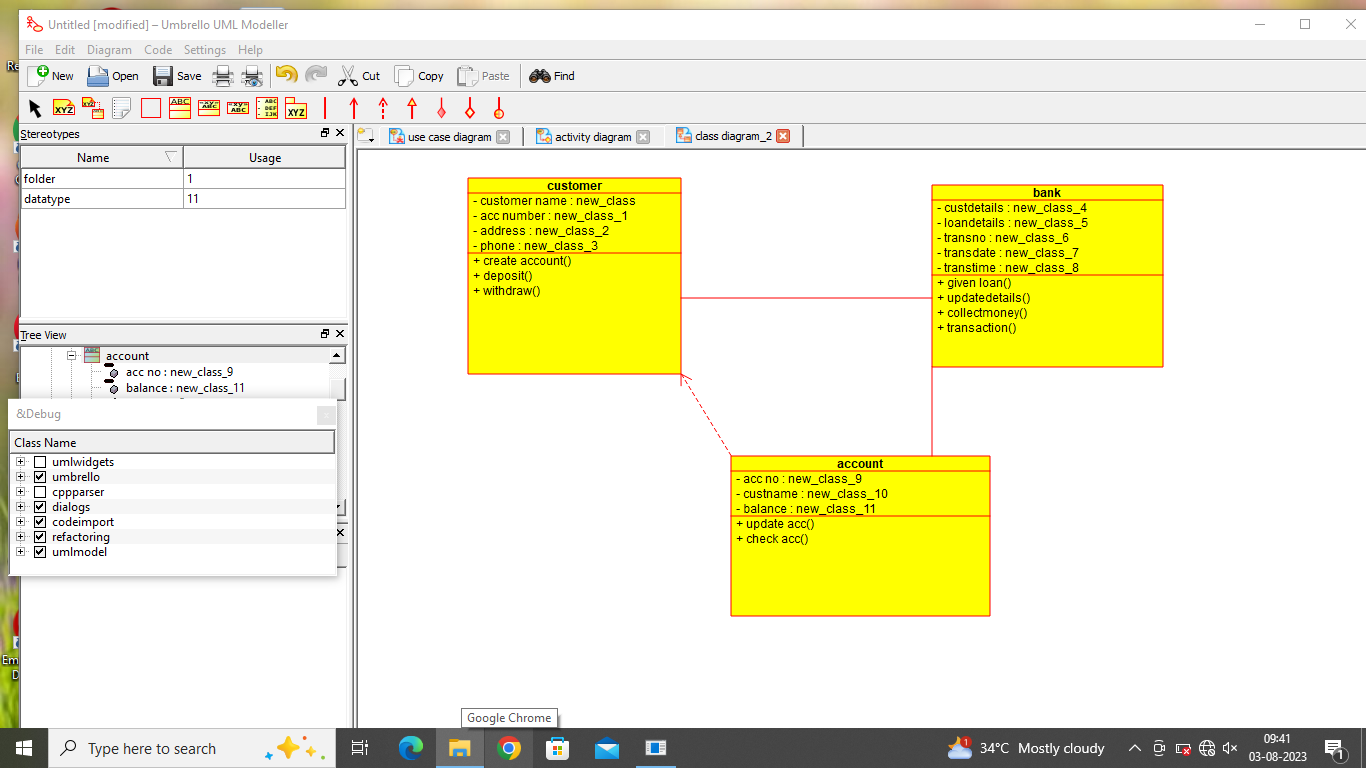 Untitled [modified] – Umbrello UML Modeller
File Edit Diagram Code Settings Help
New Open Save Cut Copy Paste Find
XYZ
ABC
XYZ
Stereotypes
Name Usage
folder 1
datatype 11
Tree View
account
acc no : new_class_9
balance : new_class_11
&Debug
Class Name
umlwidgets
umbrello
cppparser
dialogs
codeimport
refactoring
umlmodel
use case diagram
activity diagram
class diagram_2
customer
- customer name : new_class
- acc number : new_class_1
- address : new_class_2
- phone : new_class_3
+ create account()
+ deposit()
+ withdraw()
bank
- custdetails : new_class_4
- loandetails : new_class_5
- transno : new_class_6
- transdate : new_class_7
- transtime : new_class_8
+ given loan()
+ updatedetails()
+ collectmoney()
+ transaction()
account
- acc no : new_class_9
- custname : new_class_10
- balance : new_class_11
+ update acc()
+ check acc()
Re
Em
D
Google Chrome
Type here to search
1
34°C Mostly cloudy
09:41
03-08-2023
1